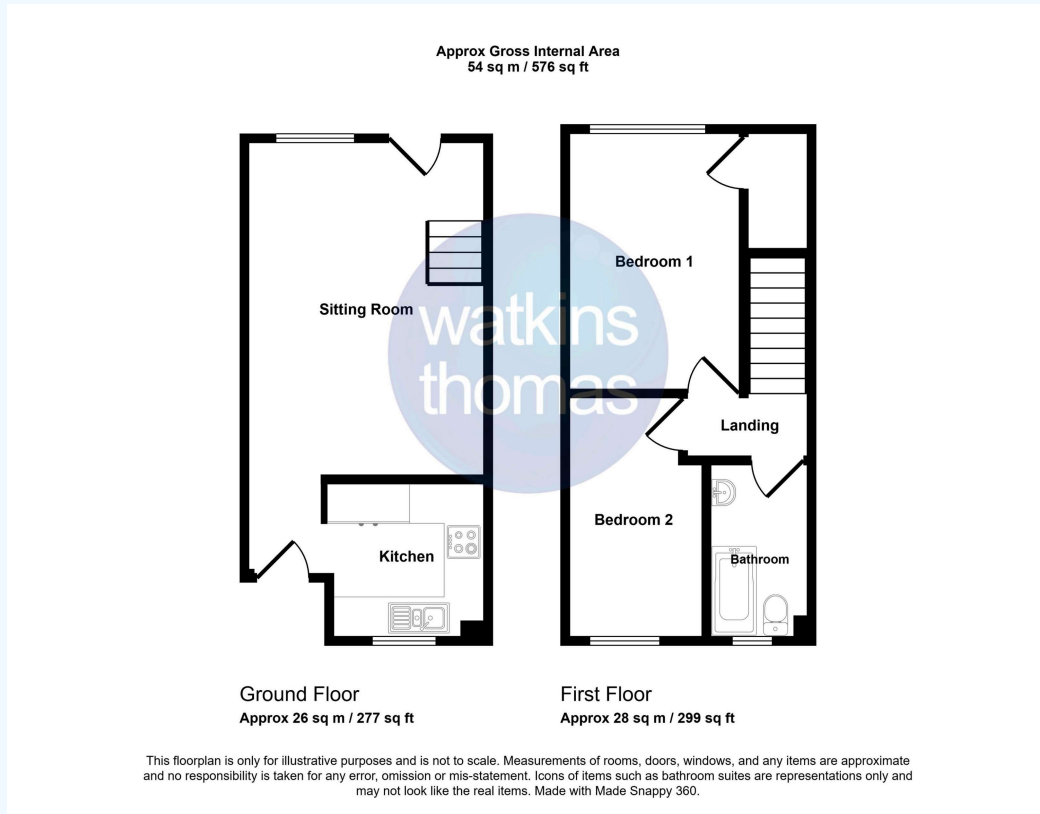 Approx Gross Internal Area
54 sq m / 576 sq ft
Bedroom 1
Sitting Room
watkins
thomas
Landing
Bedroom 2
Kitchen
Bathroom
Ground Floor
Approx 26 sq m / 277 sq ft
First Floor
Approx 28 sq m / 299 sq ft
This floorplan is only for illustrative purposes and is not to scale. Measurements of rooms, doors, windows, and any items are approximate
and no responsibility is taken for any error, omission or mis-statement. Icons of items such as bathroom suites are representations only and
may not look like the real items. Made with Made Snappy 360.